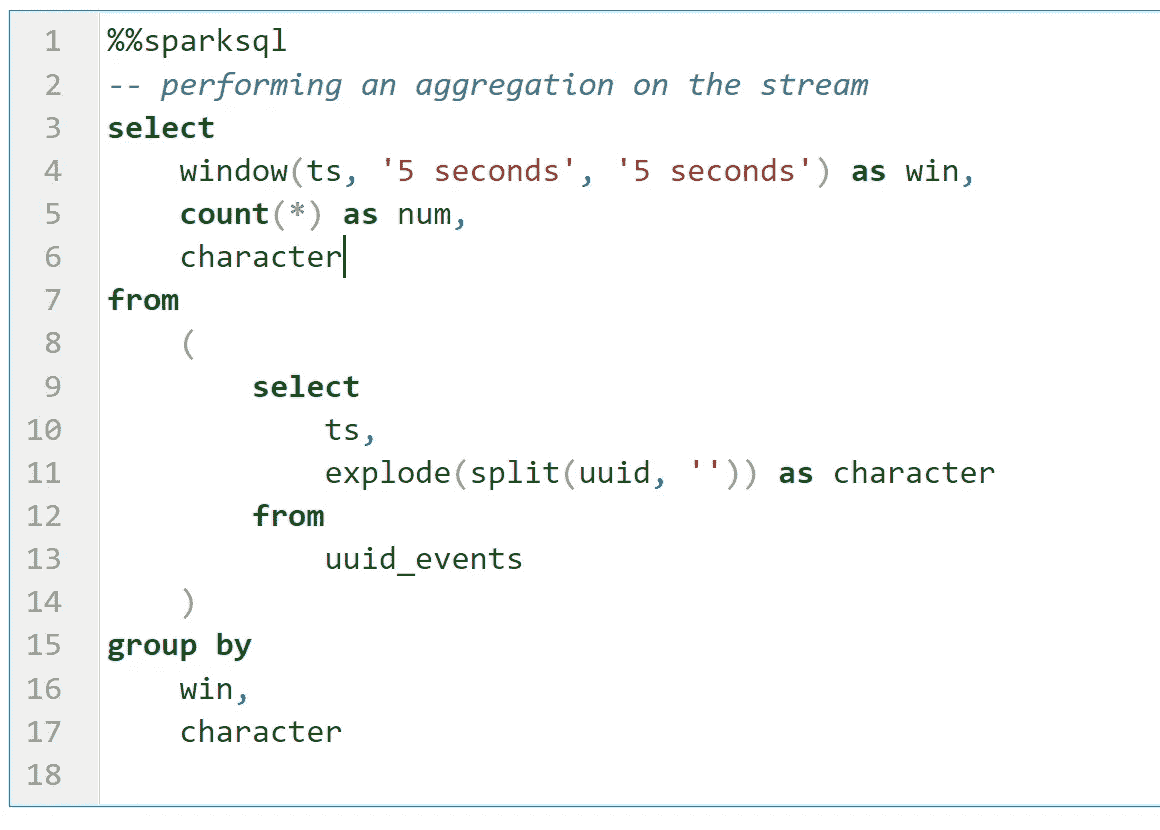 1 %%sparksql
2 -- performing an aggregation on the stream
3 select
4     window(ts, '5 seconds', '5 seconds') as win,
5     count(*) as num,
6     character
7 from
8     (
9         select
10             ts,
11             explode(split(uuid, '')) as character
12         from
13             uuid_events
14     )
15 group by
16     win,
17     character
18